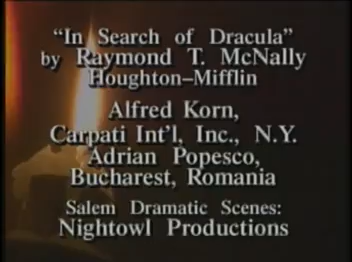 “In Search of Dracula”
by Raymond T. McNally
Houghton–Mifflin
Alfred Korn,
Carpati Int’l, Inc., N.Y.
Adrian Popesco,
Bucharest, Romania
Salem Dramatic Scenes:
Nightowl Productions